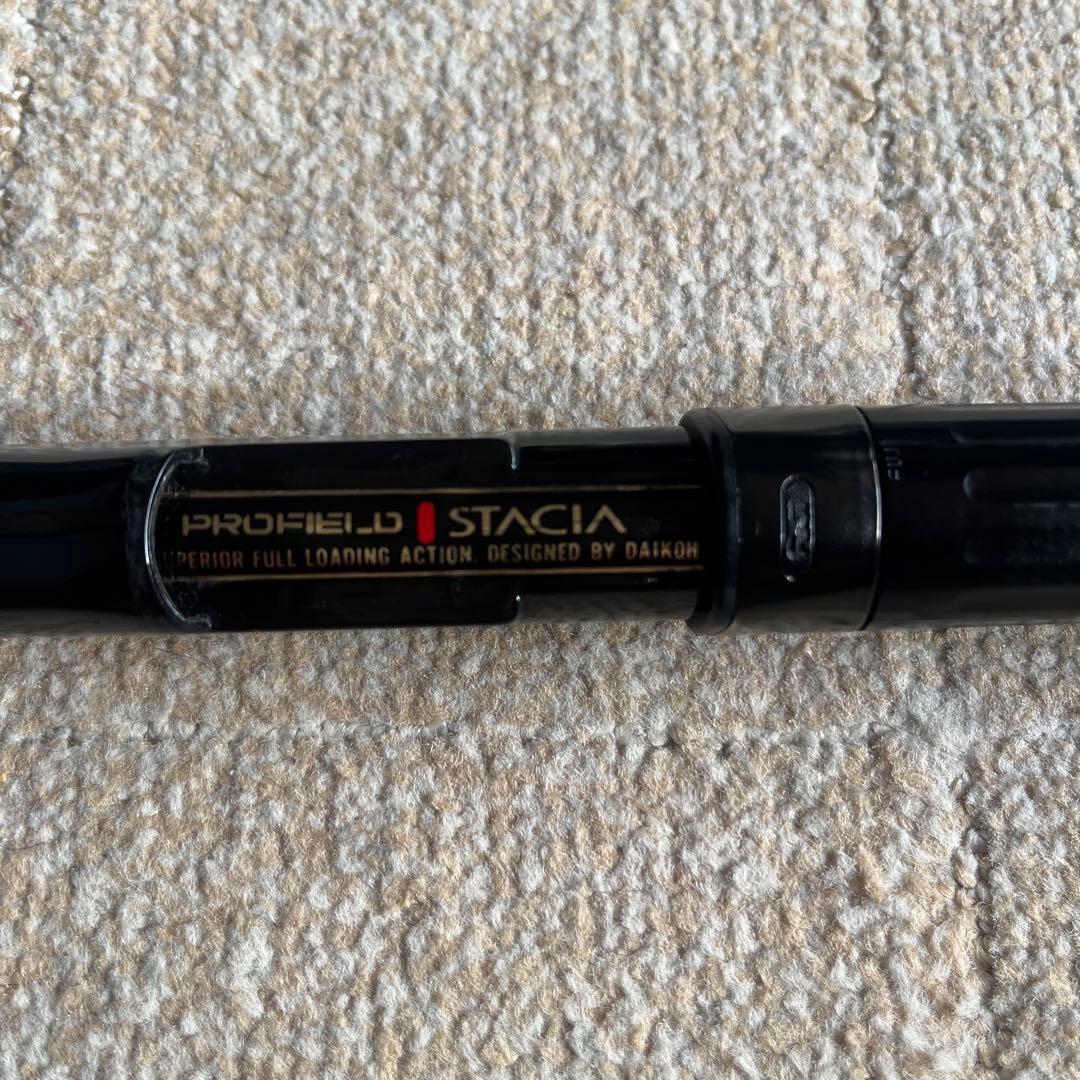 PROFIELD STACIA
PERIOR FULL LOADING ACTION. DESIGNED BY DAIKOH